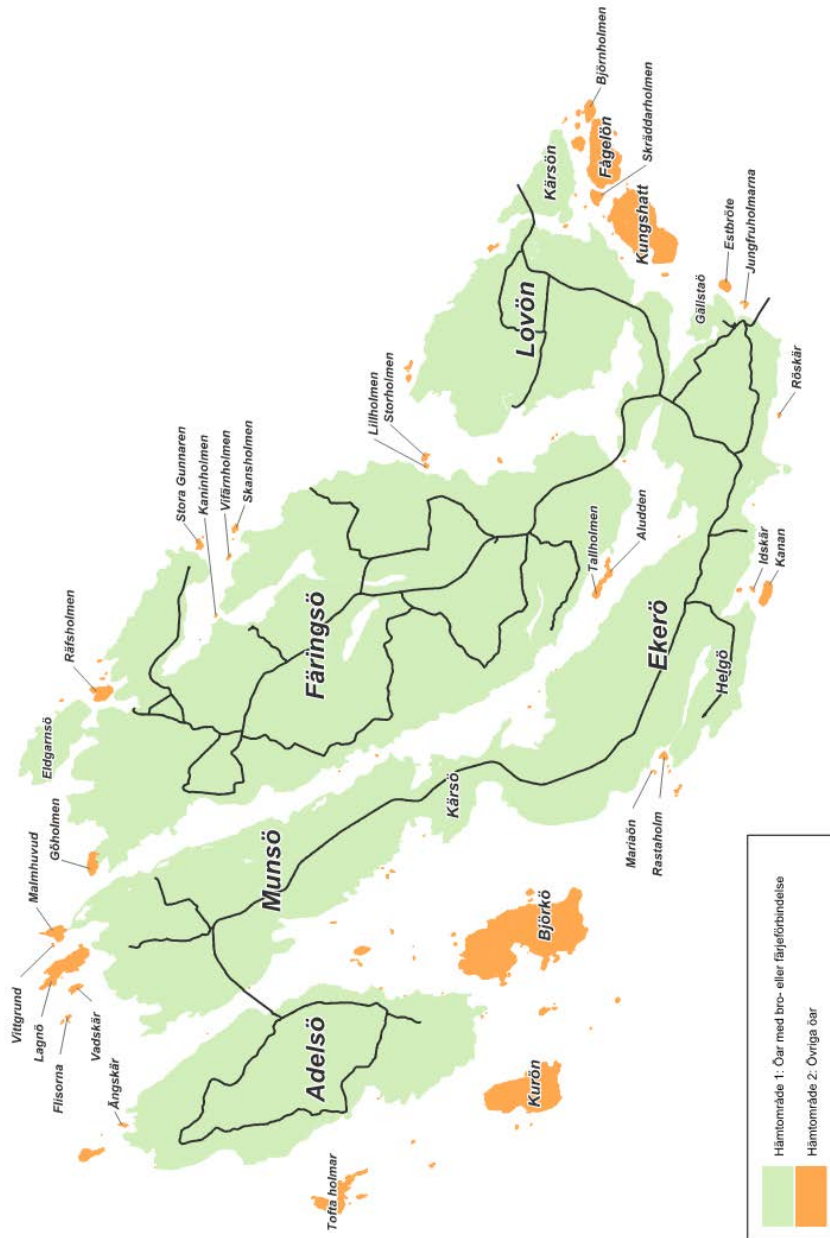 Vittgrund
Malmhuvud
Lagnö
Eldgarnsö
Göholmen
Flisorna
Räfsholmen
Vadskär
Ängskär
Stora Gunnaren
Kaninholmen
Vifärnholmen
Skansholmen
Munsö
Adelsö
Färingsö
Tofta holmar
Lillholmen
Storholmen
Kärsö
Lovön
Kurön
Björkö
Kärsön
Tallholmen
Björnholmen
Fågelön
Mariaön
Aludden
Kungshatt
Skräddarholmen
Ekerö
Rastaholm
Gällstaö
Helgö
Estbröte
Jungfruholmarna
Idskär
Kanan
Röskär
Hämtområde 1: Öar med bro- eller färjeförbindelse
Hämtområde 2: Övriga öar